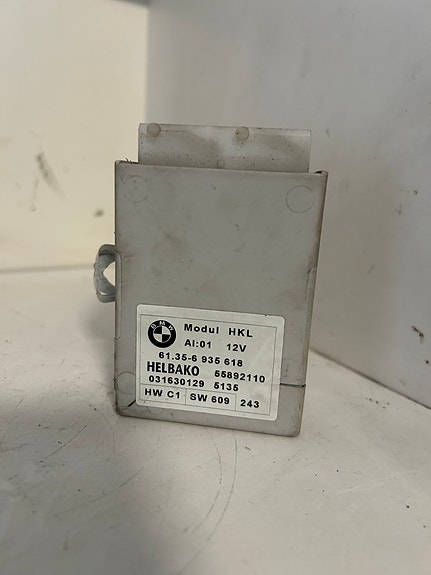 BMW
Modul HKL
AI:01 12V
61.35-6 935 618
HELBAKO 55892110
031630129 5135
HW C1 SW 609 243